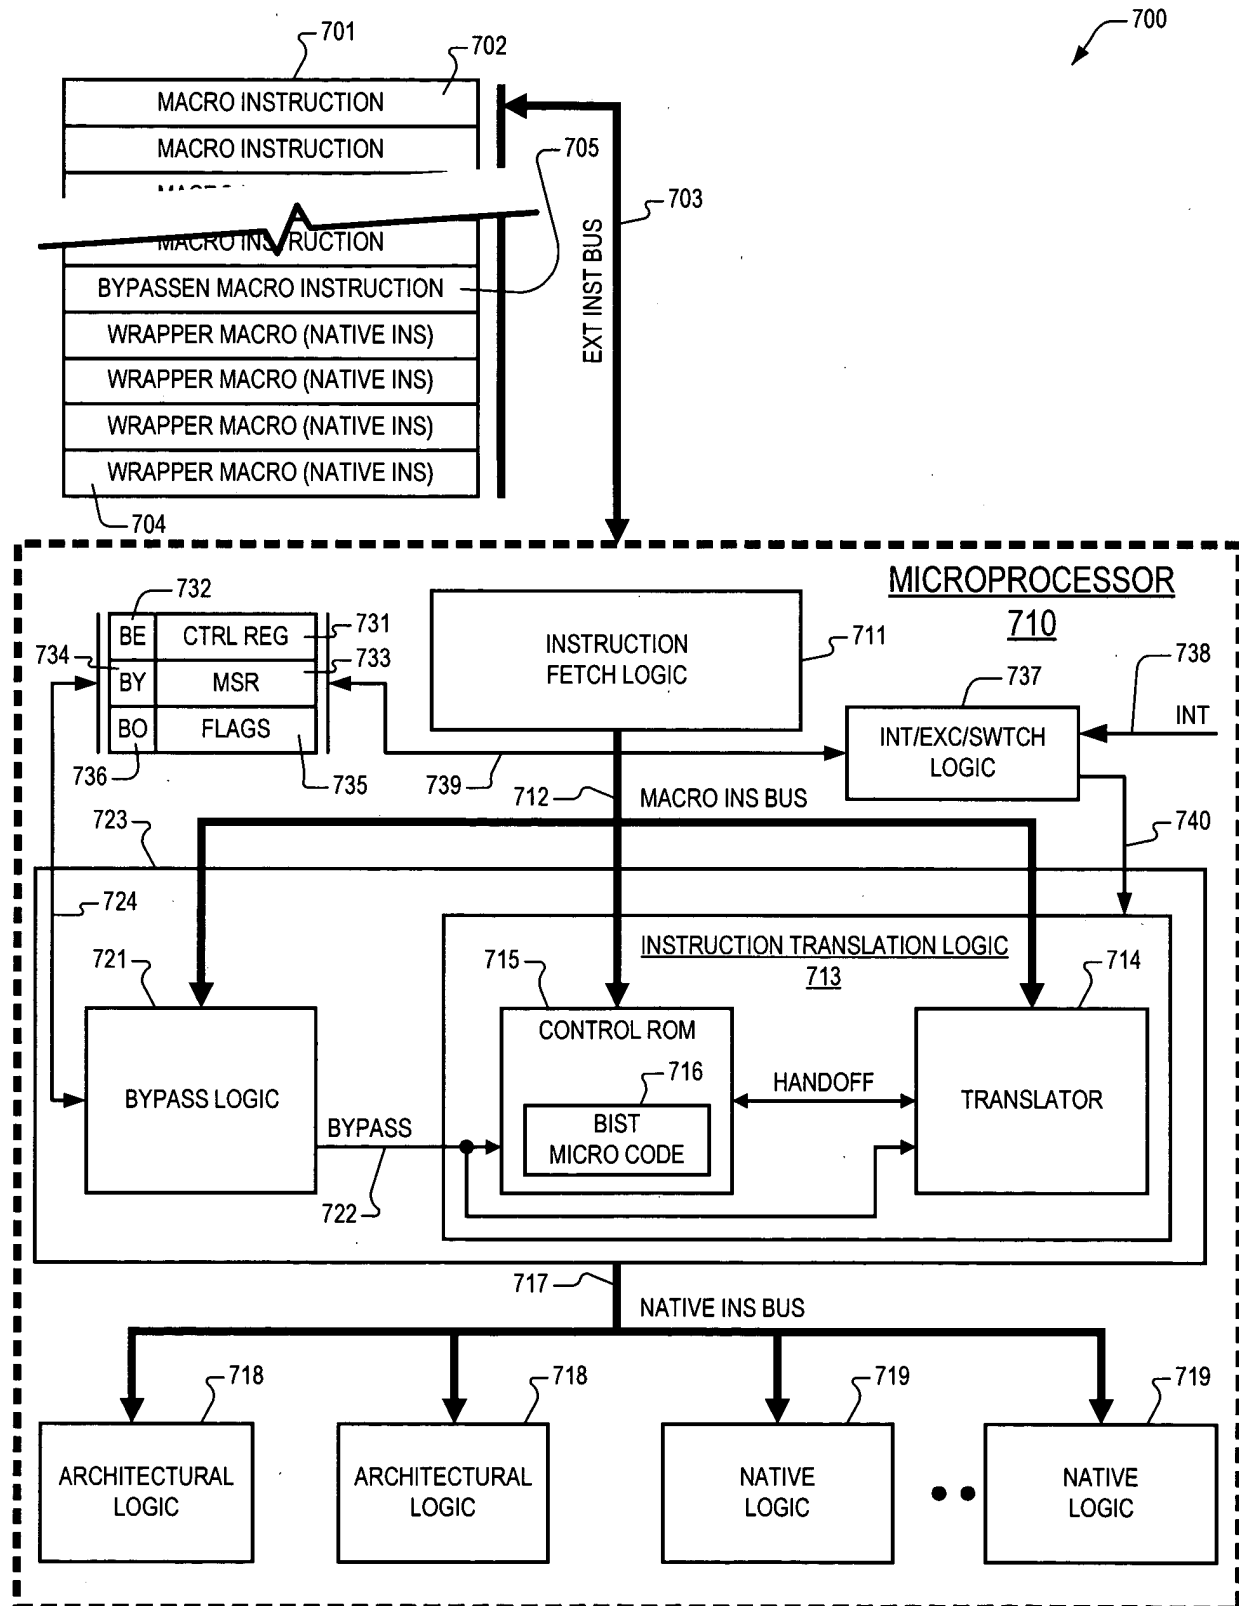 700
701
702
MACRO INSTRUCTION
MACRO INSTRUCTION
705
703
MACRO INSTRUCTION
BYPASSEN MACRO INSTRUCTION
EXT INST BUS
WRAPPER MACRO (NATIVE INS)
WRAPPER MACRO (NATIVE INS)
WRAPPER MACRO (NATIVE INS)
WRAPPER MACRO (NATIVE INS)
704
MICROPROCESSOR
710
732
BE CTRL REG
731
734
BY MSR
733
BO FLAGS
736
735
INSTRUCTION
FETCH LOGIC
711
737
738
INT
INT/EXC/SWTCH
LOGIC
739
712
MACRO INS BUS
740
723
724
INSTRUCTION TRANSLATION LOGIC
713
721
715
714
CONTROL ROM
716
BYPASS LOGIC
HANDOFF
TRANSLATOR
BIST
MICRO CODE
BYPASS
722
717
NATIVE INS BUS
718
718
719
719
ARCHITECTURAL
LOGIC
ARCHITECTURAL
LOGIC
NATIVE
LOGIC
NATIVE
LOGIC